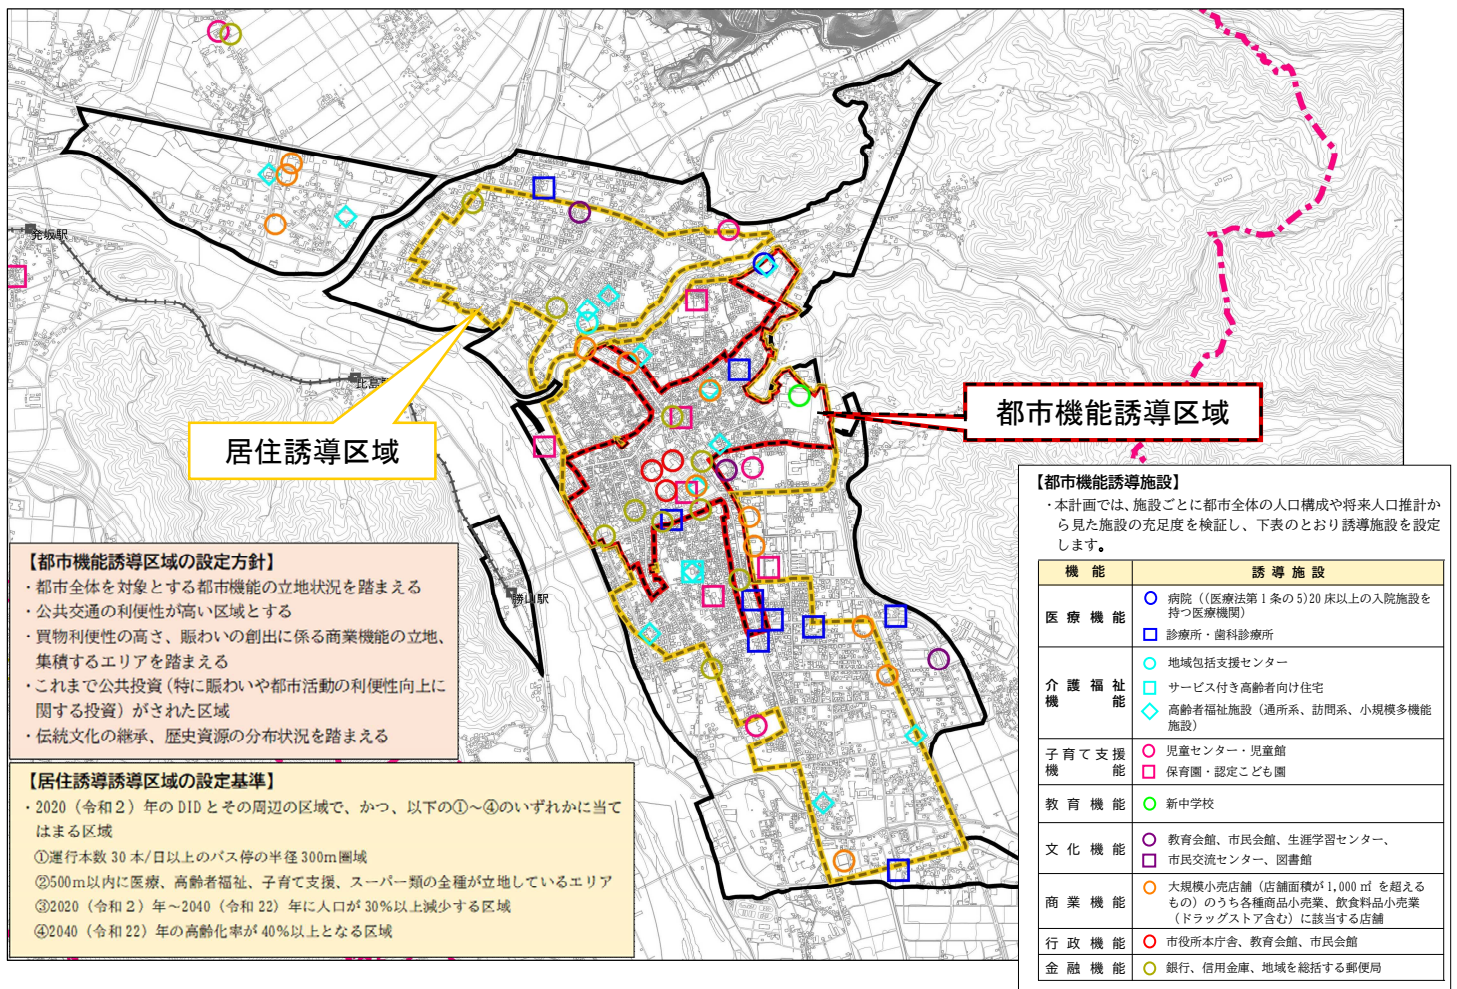 発坂駅
比島
勝山駅
居住誘導区域
都市機能誘導区域
【都市機能誘導区域の設定方針】
・都市全体を対象とする都市機能の立地状況を踏まえる
・公共交通の利便性が高い区域とする
・買物利便性の高さ、賑わいの創出に係る商業機能の立地、
集積するエリアを踏まえる
・これまで公共投資（特に賑わいや都市活動の利便性向上に
関する投資）がされた区域
・伝統文化の継承、歴史資源の分布状況を踏まえる
【居住誘導誘導区域の設定基準】
・2020（令和２）年の DID とその周辺の区域で、かつ、以下の①～④のいずれかに当て
はまる区域
①運行本数 30 本/日以上のバス停の半径 300m圏域
②500m以内に医療、高齢者福祉、子育て支援、スーパー類の全種が立地しているエリア
③2020（令和２）年～2040（令和 22）年に人口が 30%以上減少する区域
④2040（令和 22）年の高齢化率が 40%以上となる区域
【都市機能誘導施設】
・本計画では、施設ごとに都市全体の人口構成や将来人口推計か
ら見た施設の充足度を検証し、下表のとおり誘導施設を設定
します。
機能 誘導施設
医療機能
病院（（医療法第１条の 5)20 床以上の入院施設を
持つ医療機関）
診療所・歯科診療所
介護福祉
機能
地域包括支援センター
サービス付き高齢者向け住宅
高齢者福祉施設（通所系、訪問系、小規模多機能
施設）
子育て支援
機能
児童センター・児童館
保育園・認定こども園
教育機能 新中学校
文化機能
教育会館、市民会館、生涯学習センター、
市民交流センター、図書館
商業機能
大規模小売店舗（店舗面積が 1,000 ㎡ を超える
もの）のうち各種商品小売業、飲食料品小売業
（ドラッグストア含む）に該当する店舗
行政機能 市役所本庁舎、教育会館、市民会館
金融機能 銀行、信用金庫、地域を総括する郵便局